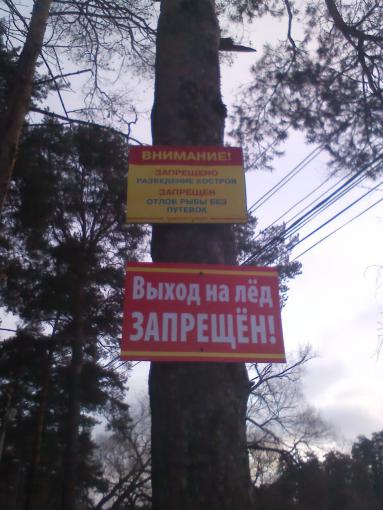 ВНИМАНИЕ!
ЗАПРЕЩЕНО
РАЗВЕДЕНИЕ КОСТРОВ
ЗАПРЕЩЕН
ОТЛОВ РЫБЫ БЕЗ
ПУТЕВОК
Выход на лёд
ЗАПРЕЩЁН!